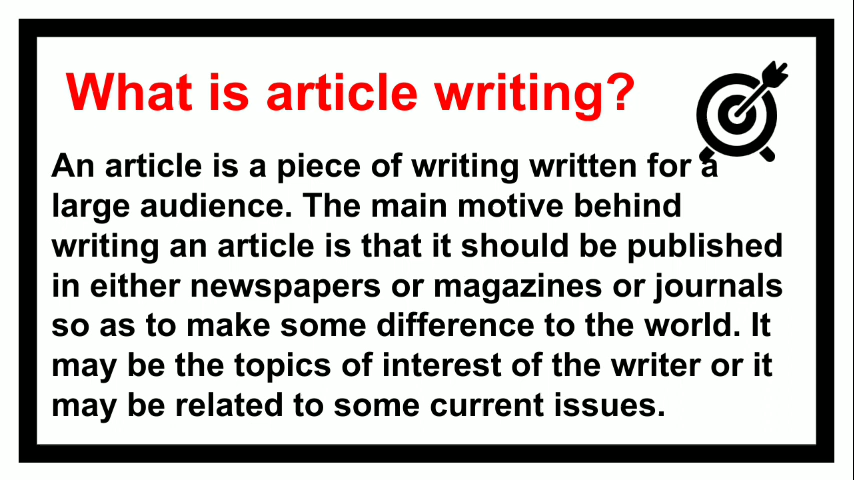 What is article writing?
An article is a piece of writing written for a
large audience. The main motive behind
writing an article is that it should be published
in either newspapers or magazines or journals
so as to make some difference to the world. It
may be the topics of interest of the writer or it
may be related to some current issues.